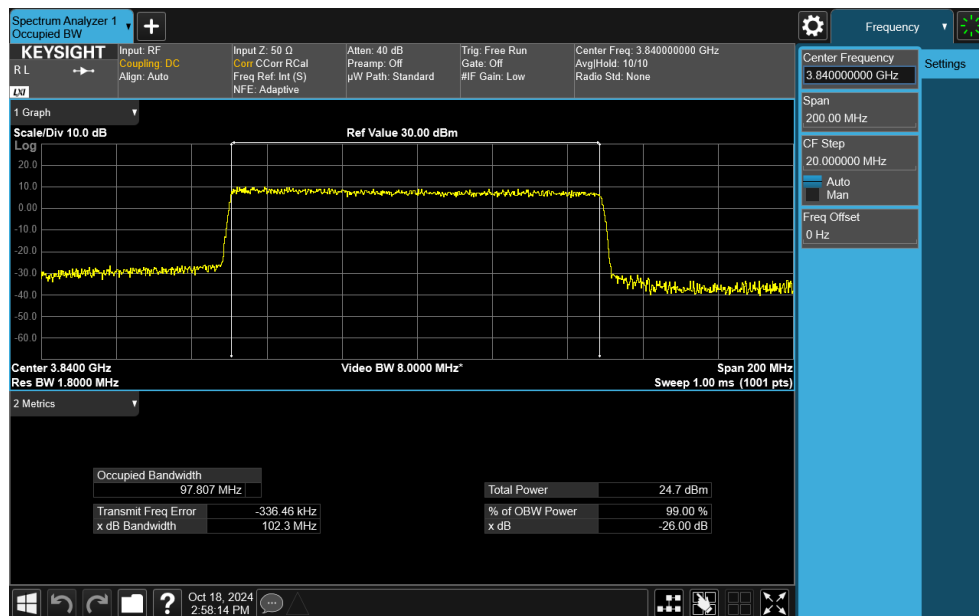 Spectrum Analyzer 1
Occupied BW
+
Frequency
KEYSIGHT
R L
LXI
Input: RF
Coupling: DC
Align: Auto
Input Z: 50 Ω
Corr CCorr RCal
Freq Ref: Int (S)
NFE: Adaptive
Atten: 40 dB
Preamp: Off
µW Path: Standard
Trig: Free Run
Gate: Off
#IF Gain: Low
Center Freq: 3.840000000 GHz
Avg|Hold: 10/10
Radio Std: None
Center Frequency
3.840000000 GHz
Settings
Span
200.00 MHz
CF Step
20.000000 MHz
Auto
Man
Freq Offset
0 Hz
1 Graph
Scale/Div 10.0 dB
Ref Value 30.00 dBm
Log
20.0
10.0
0.00
-10.0
-20.0
-30.0
-40.0
-50.0
-60.0
Center 3.8400 GHz
Video BW 8.0000 MHz*
Span 200 MHz
Res BW 1.8000 MHz
Sweep 1.00 ms (1001 pts)
2 Metrics
Occupied Bandwidth
97.807 MHz
Total Power 24.7 dBm
Transmit Freq Error -336.46 kHz
% of OBW Power 99.00 %
x dB Bandwidth 102.3 MHz
x dB -26.00 dB
?
Oct 18, 2024
2:58:14 PM